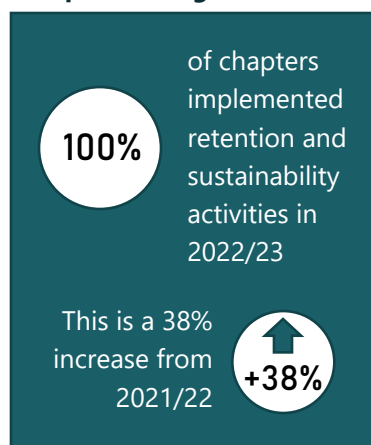 100%
of chapters
implemented
retention and
sustainability
activities in
2022/23
This is a 38%
increase from
2021/22
+38%